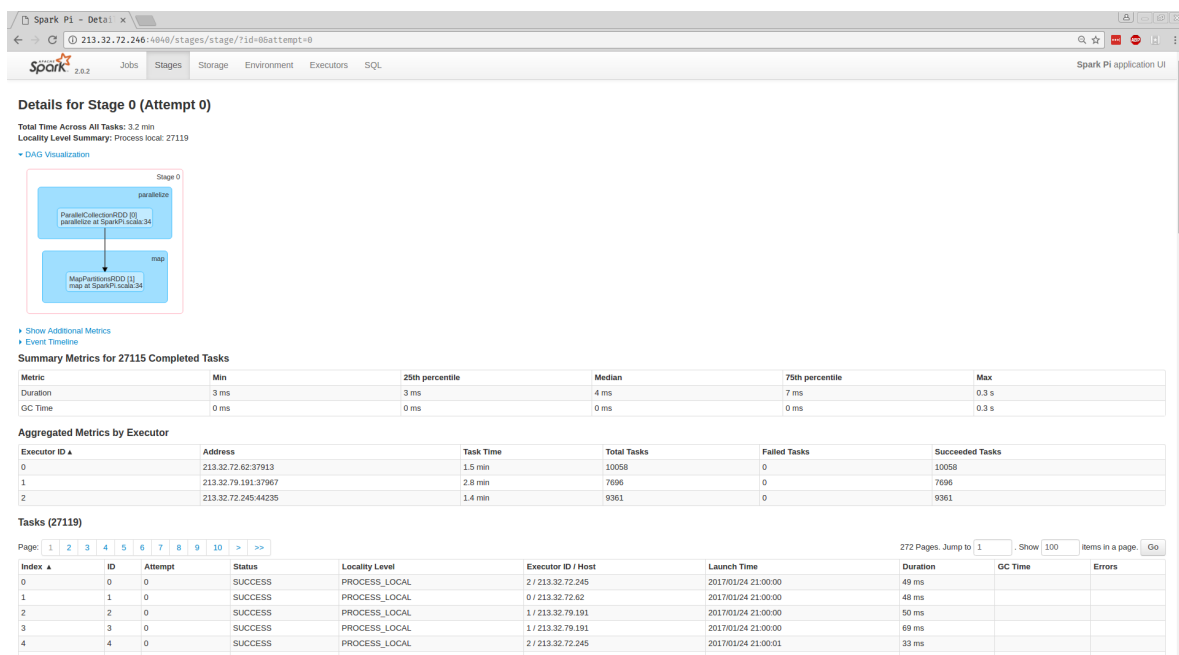 Spark Pi - Detai
213.32.72.246:4040/stages/stage/?id=0&attempt=0
APACHE
Spark 2.0.2 Jobs Stages Storage Environment Executors SQL Spark Pi application UI
Details for Stage 0 (Attempt 0)
Total Time Across All Tasks: 3.2 min
Locality Level Summary: Process local: 27119
DAG Visualization
Stage 0
parallelize
ParallelCollectionRDD [0]
parallelize at SparkPi.scala:34
map
MapPartitionsRDD [1]
map at SparkPi.scala:34
Show Additional Metrics
Event Timeline
Summary Metrics for 27115 Completed Tasks
Metric Min 25th percentile Median 75th percentile Max
Duration 3 ms 3 ms 4 ms 7 ms 0.3 s
GC Time 0 ms 0 ms 0 ms 0 ms 0.3 s
Aggregated Metrics by Executor
Executor ID ▴ Address Task Time Total Tasks Failed Tasks Succeeded Tasks
0 213.32.72.62:37913 1.5 min 10058 0 10058
1 213.32.79.191:37967 2.8 min 7696 0 7696
2 213.32.72.245:44235 1.4 min 9361 0 9361
Tasks (27119)
Page: 1 2 3 4 5 6 7 8 9 10 > >> 272 Pages. Jump to 1 . Show 100 items in a page. Go
Index ▴ ID Attempt Status Locality Level Executor ID / Host Launch Time Duration GC Time Errors
0 0 0 SUCCESS PROCESS_LOCAL 2 / 213.32.72.245 2017/01/24 21:00:00 49 ms
1 1 0 SUCCESS PROCESS_LOCAL 0 / 213.32.72.62 2017/01/24 21:00:00 48 ms
2 2 0 SUCCESS PROCESS_LOCAL 1 / 213.32.79.191 2017/01/24 21:00:00 50 ms
3 3 0 SUCCESS PROCESS_LOCAL 1 / 213.32.79.191 2017/01/24 21:00:00 69 ms
4 4 0 SUCCESS PROCESS_LOCAL 2 / 213.32.72.245 2017/01/24 21:00:01 33 ms